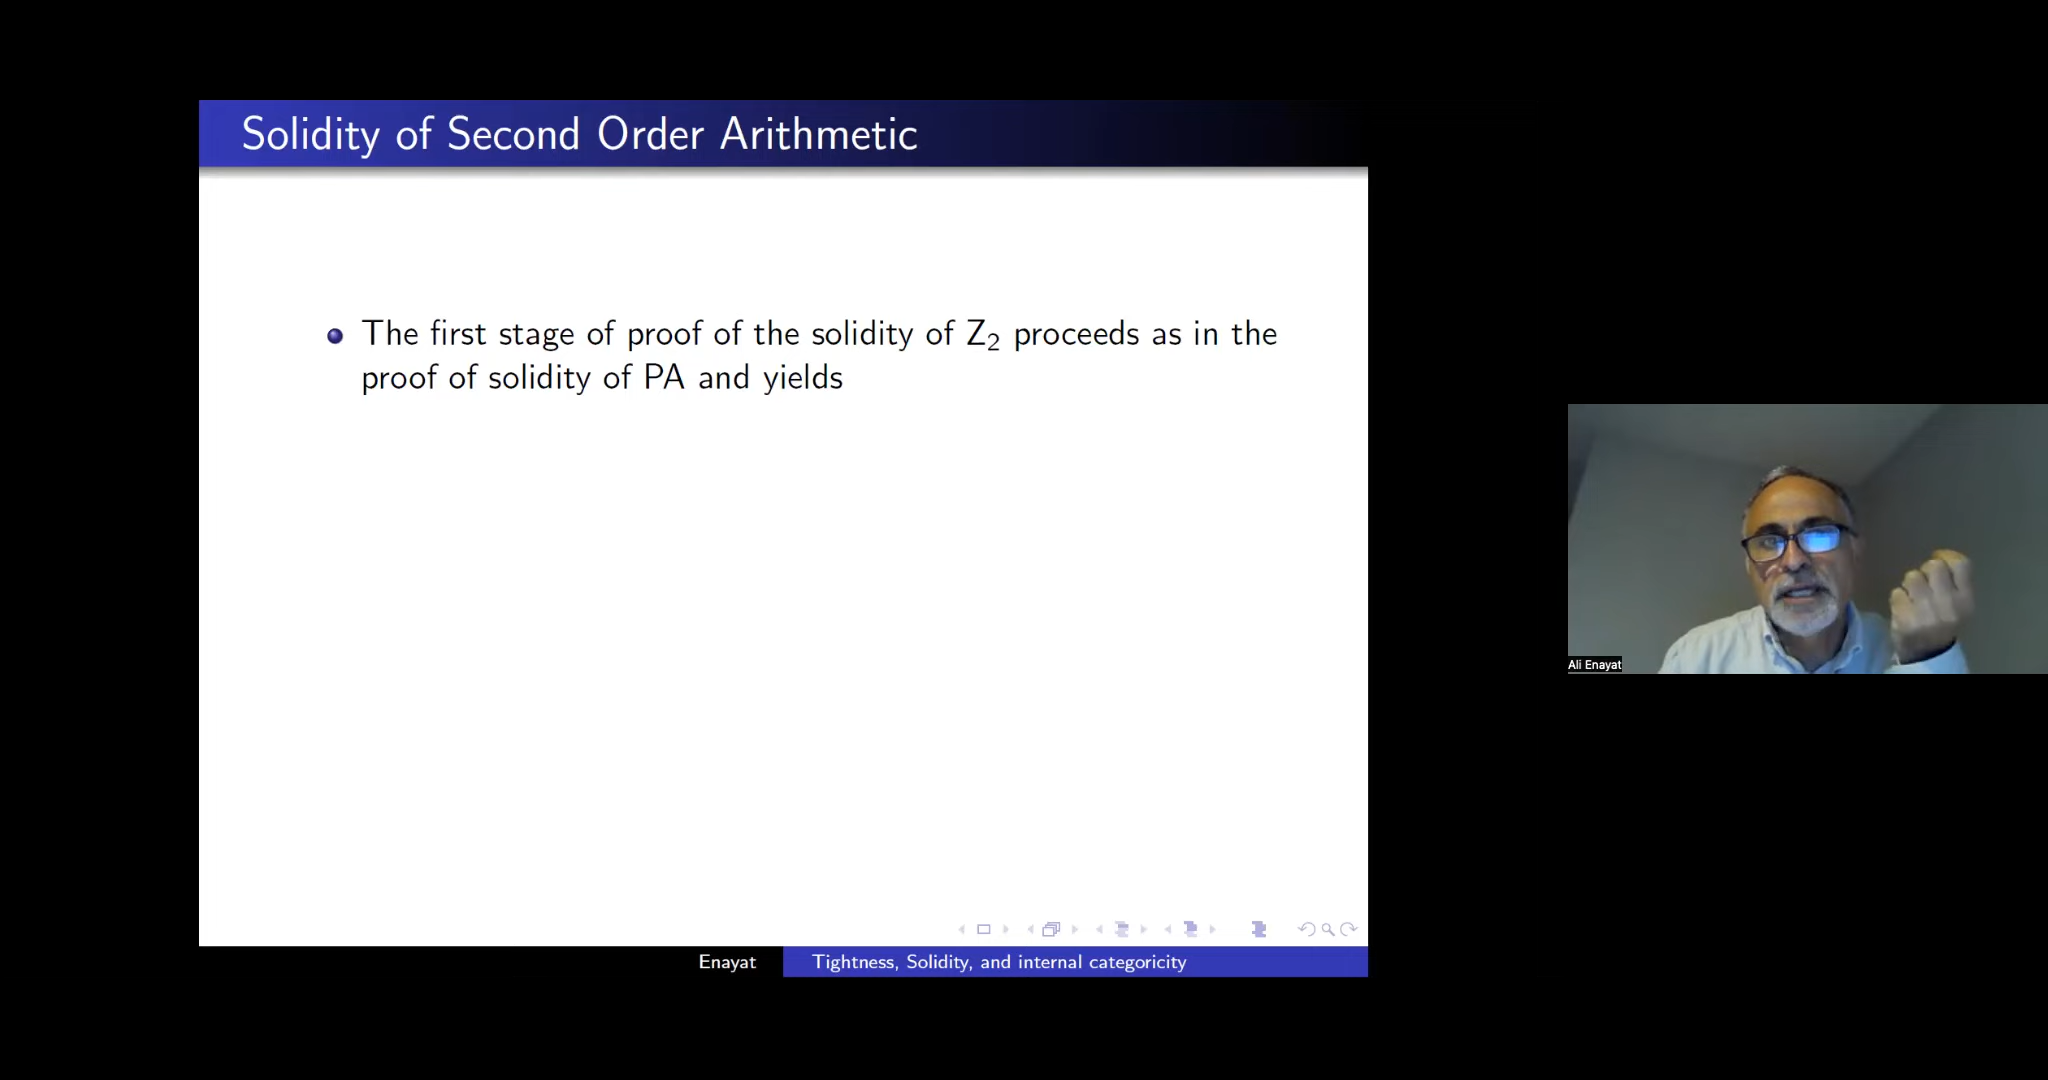 Solidity of Second Order Arithmetic
The first stage of proof of the solidity of Z₂ proceeds as in the
proof of solidity of PA and yields
Ali Enayat
Enayat
Tightness, Solidity, and internal categoricity